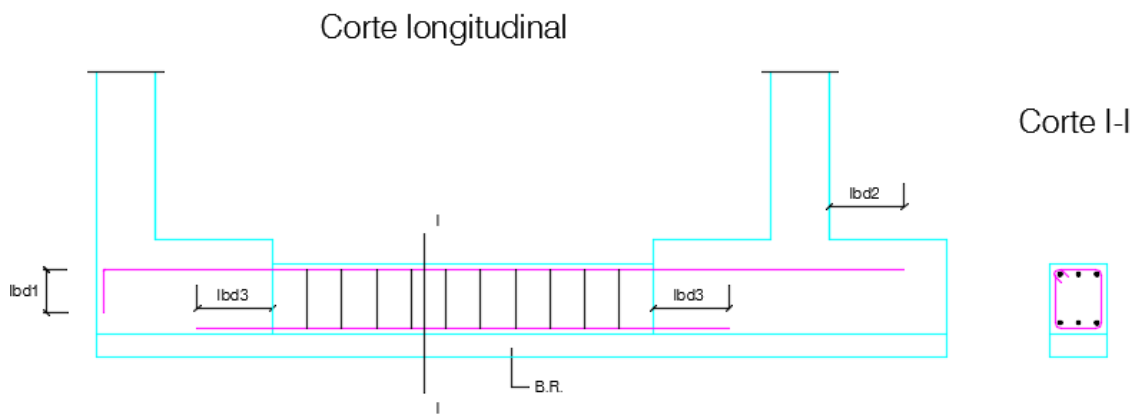 Corte longitudinal
Corte I-I
lbd2
I
lbd1
lbd3
lbd3
B.R.
I